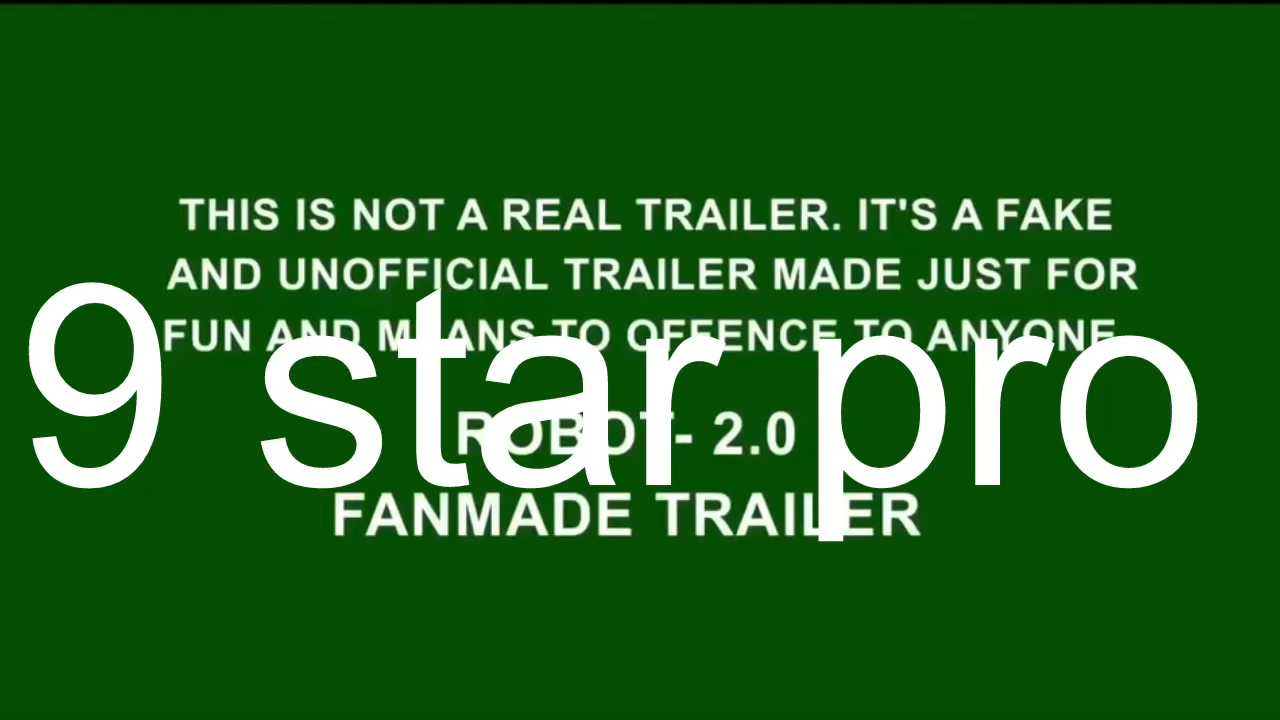 THIS IS NOT A REAL TRAILER. IT'S A FAKE
AND UNOFFICIAL TRAILER MADE JUST FOR
FUN AND MEANS TO OFFENCE TO ANYONE
9 star pro
ROBOT- 2.0
FANMADE TRAILER